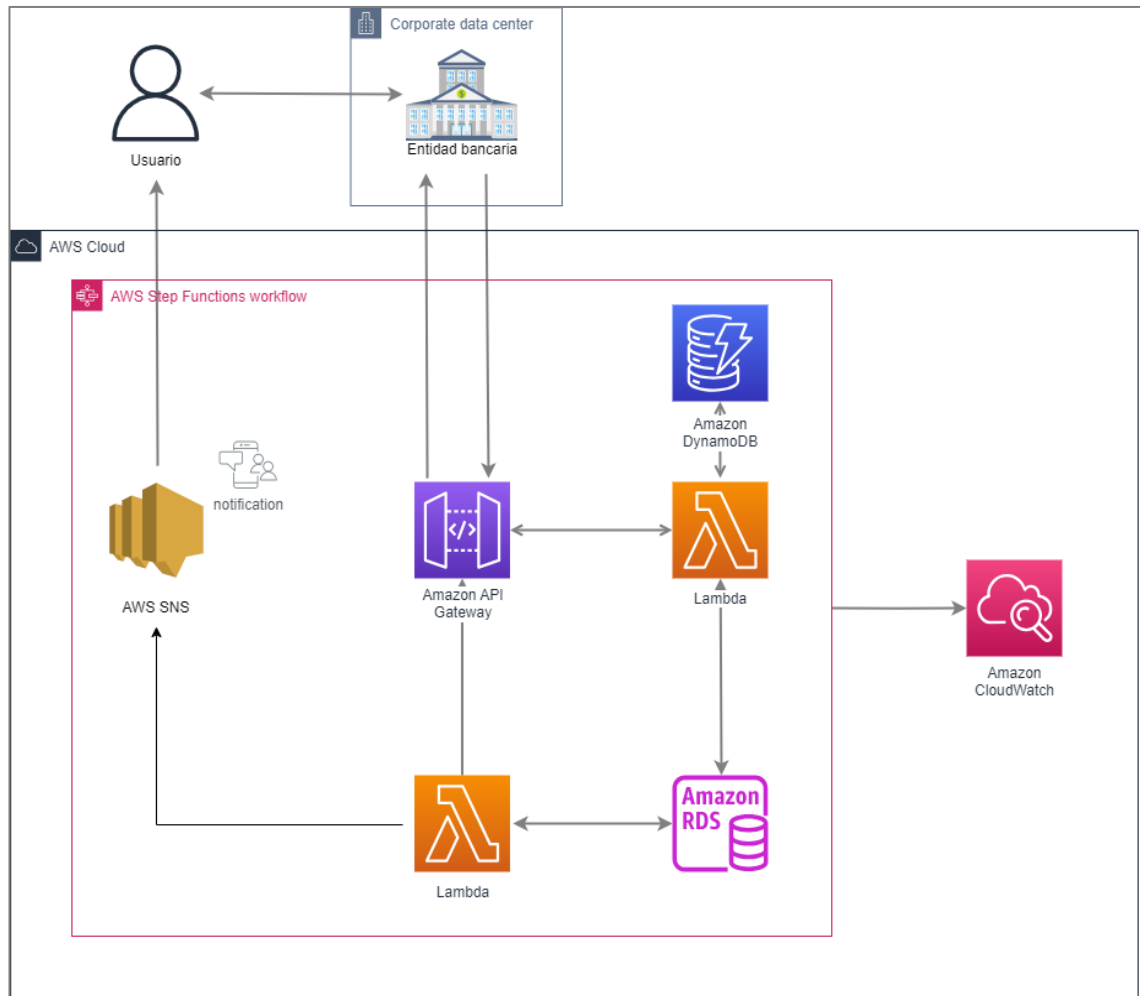 Corporate data center
Usuario
Entidad bancaria
AWS Cloud
AWS Step Functions workflow
Amazon
DynamoDB
notification
</>
Amazon API
Gateway
Lambda
AWS SNS
Amazon
CloudWatch
Amazon
RDS
Lambda
$